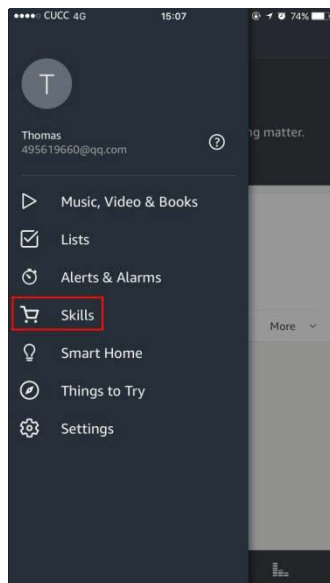 CUCC 4G 15:07 74%
T
Thomas
495619660@qq.com
ng matter.
Music, Video & Books
Lists
Alerts & Alarms
Skills
More
Smart Home
Things to Try
Settings